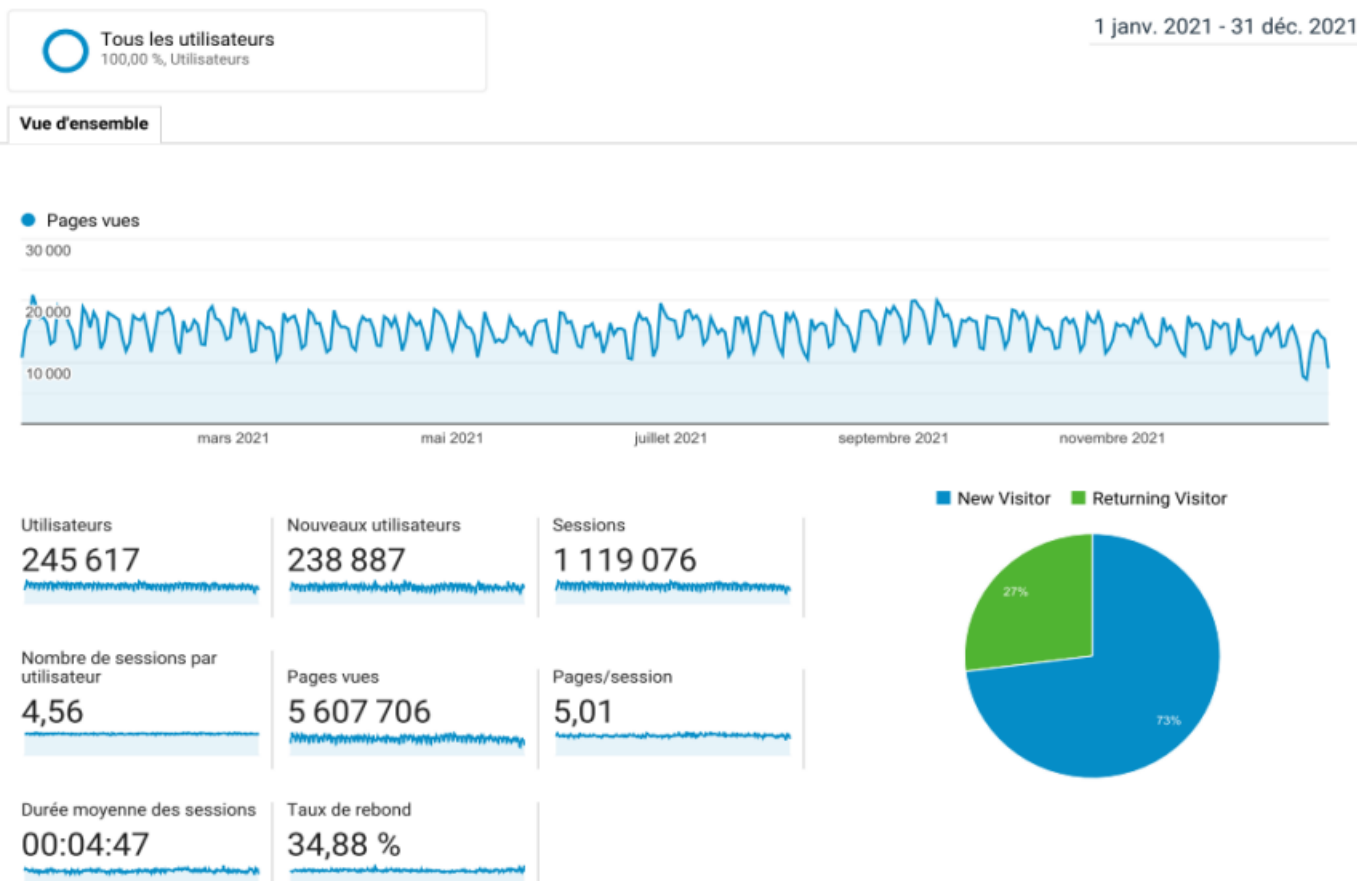 Tous les utilisateurs
100,00 %, Utilisateurs
1 janv. 2021 - 31 déc. 2021
Vue d'ensemble
Pages vues
30 000
20 000
10 000
mars 2021
mai 2021
juillet 2021
septembre 2021
novembre 2021
Utilisateurs
245 617
Nouveaux utilisateurs
238 887
Sessions
1 119 076
Nombre de sessions par
utilisateur
4,56
Pages vues
5 607 706
Pages/session
5,01
Durée moyenne des sessions
00:04:47
Taux de rebond
34,88 %
New Visitor
Returning Visitor
27%
73%